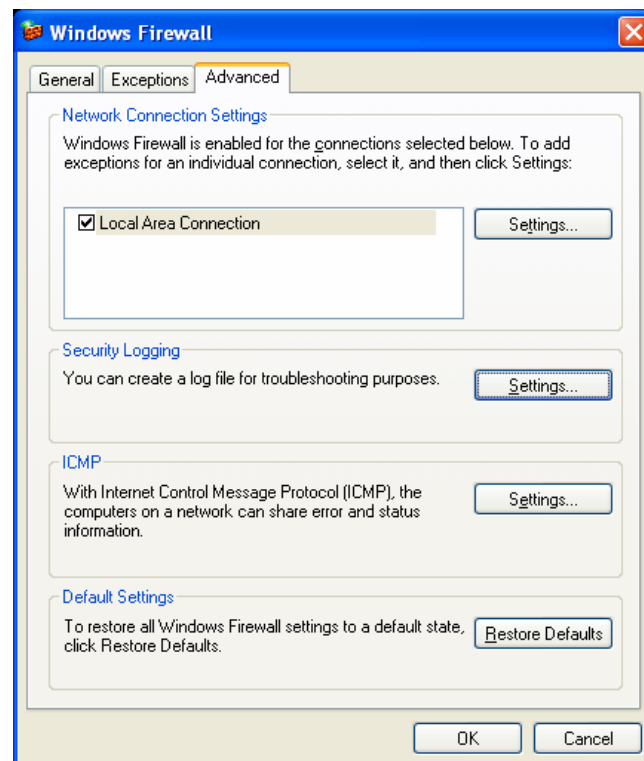 Windows Firewall
General Exceptions Advanced
Network Connection Settings
Windows Firewall is enabled for the connections selected below. To add
exceptions for an individual connection, select it, and then click Settings:
Local Area Connection
Settings...
Security Logging
You can create a log file for troubleshooting purposes.
Settings...
ICMP
With Internet Control Message Protocol (ICMP), the
computers on a network can share error and status
information.
Settings...
Default Settings
To restore all Windows Firewall settings to a default state,
click Restore Defaults.
Restore Defaults
OK Cancel